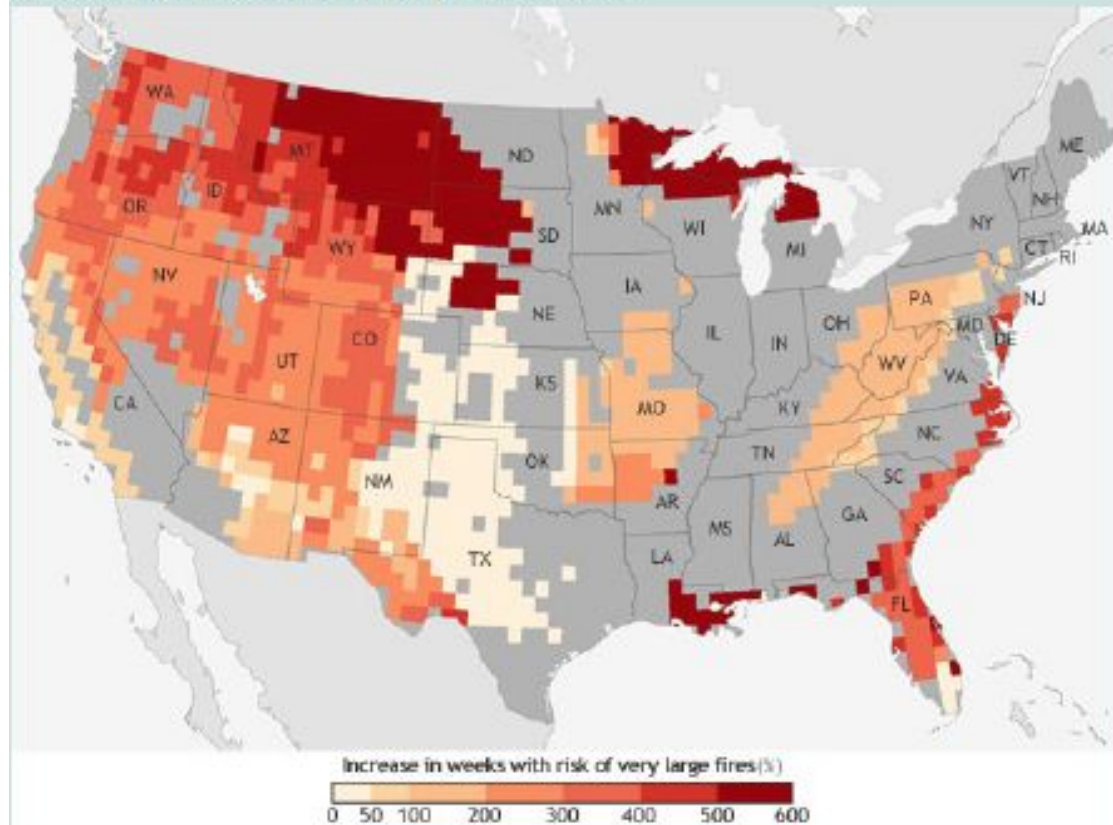 WA
MT
ND
ME
VT
ID
MN
NH
OR
NY
MA
SD
WI
WY
CT
RI
MI
NV
IA
PA
NJ
NE
OH
MD
DE
IL
IN
UT
CO
WV
VA
KS
CA
MO
KY
AZ
NC
TN
OK
NM
SC
AR
MS
GA
AL
TX
LA
FL
Increase in weeks with risk of very large fires(%)
0 50 100 200 300 400 500 600